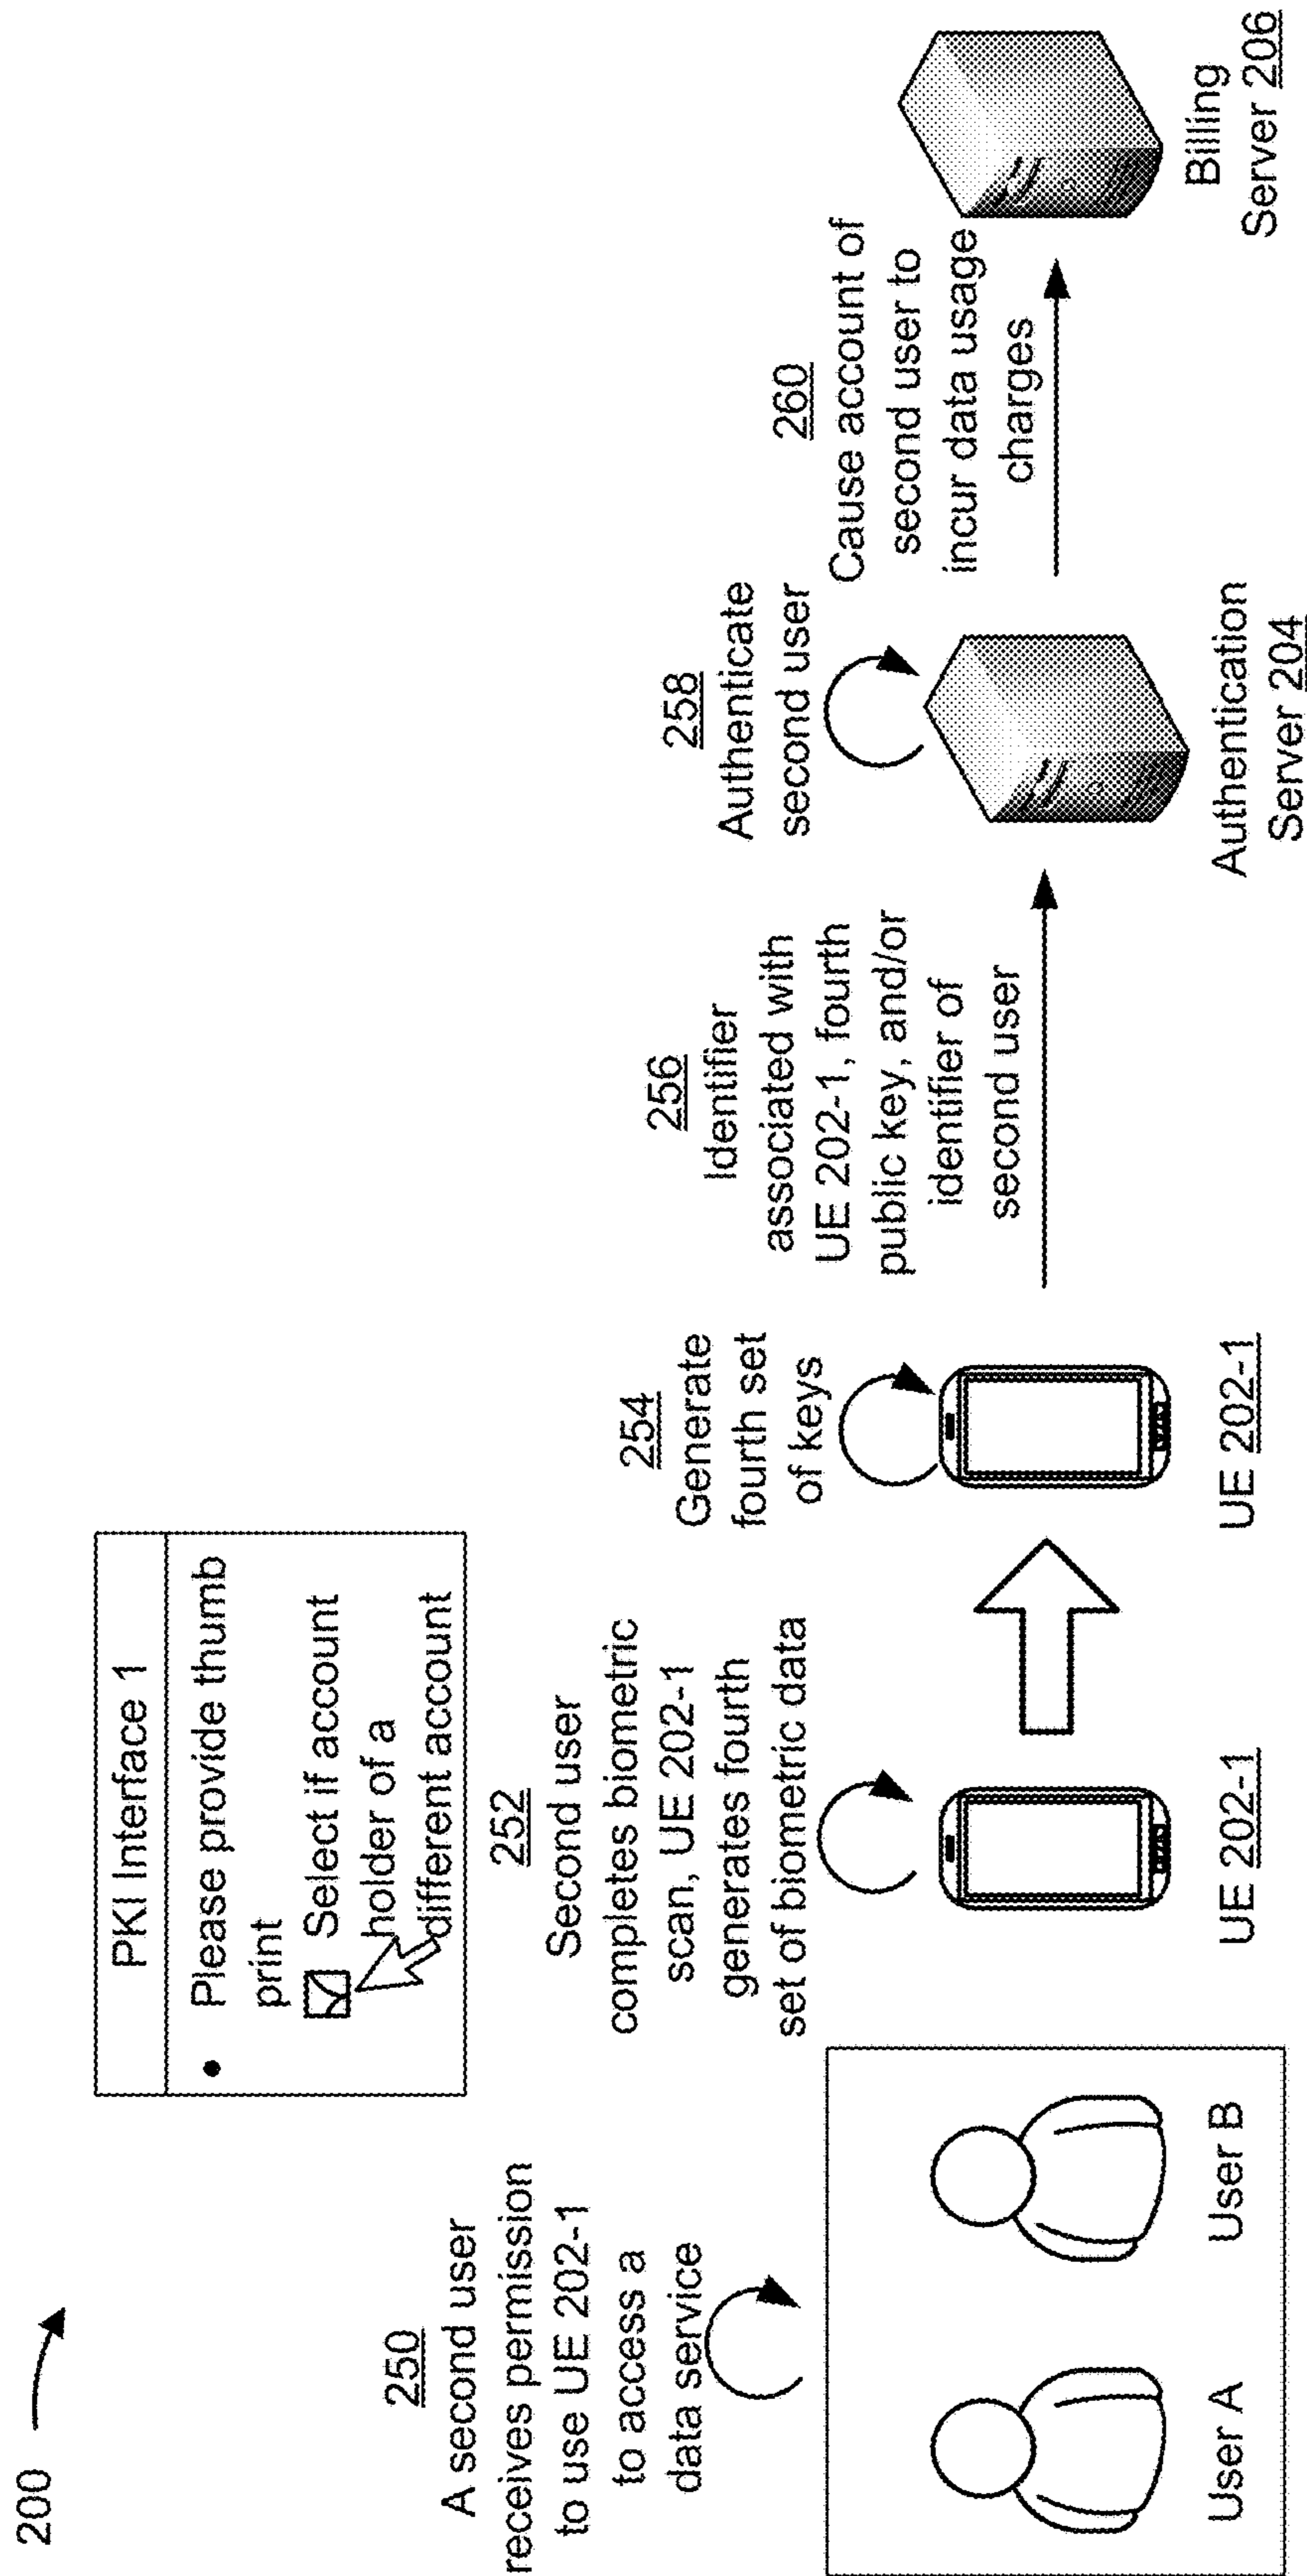 200
250
A second user
receives permission
to use UE 202-1
to access a
data service
User A
User B
PKI Interface 1
• Please provide thumb
print
Select if account
holder of a
different account
252
Second user
completes biometric
scan, UE 202-1
generates fourth
set of biometric data
UE 202-1
254
Generate
fourth set
of keys
UE 202-1
256
Identifier
associated with
UE 202-1, fourth
public key, and/or
identifier of
second user
258
Authenticate
second user
Authentication
Server 204
260
Cause account of
second user to
incur data usage
charges
Billing
Server 206